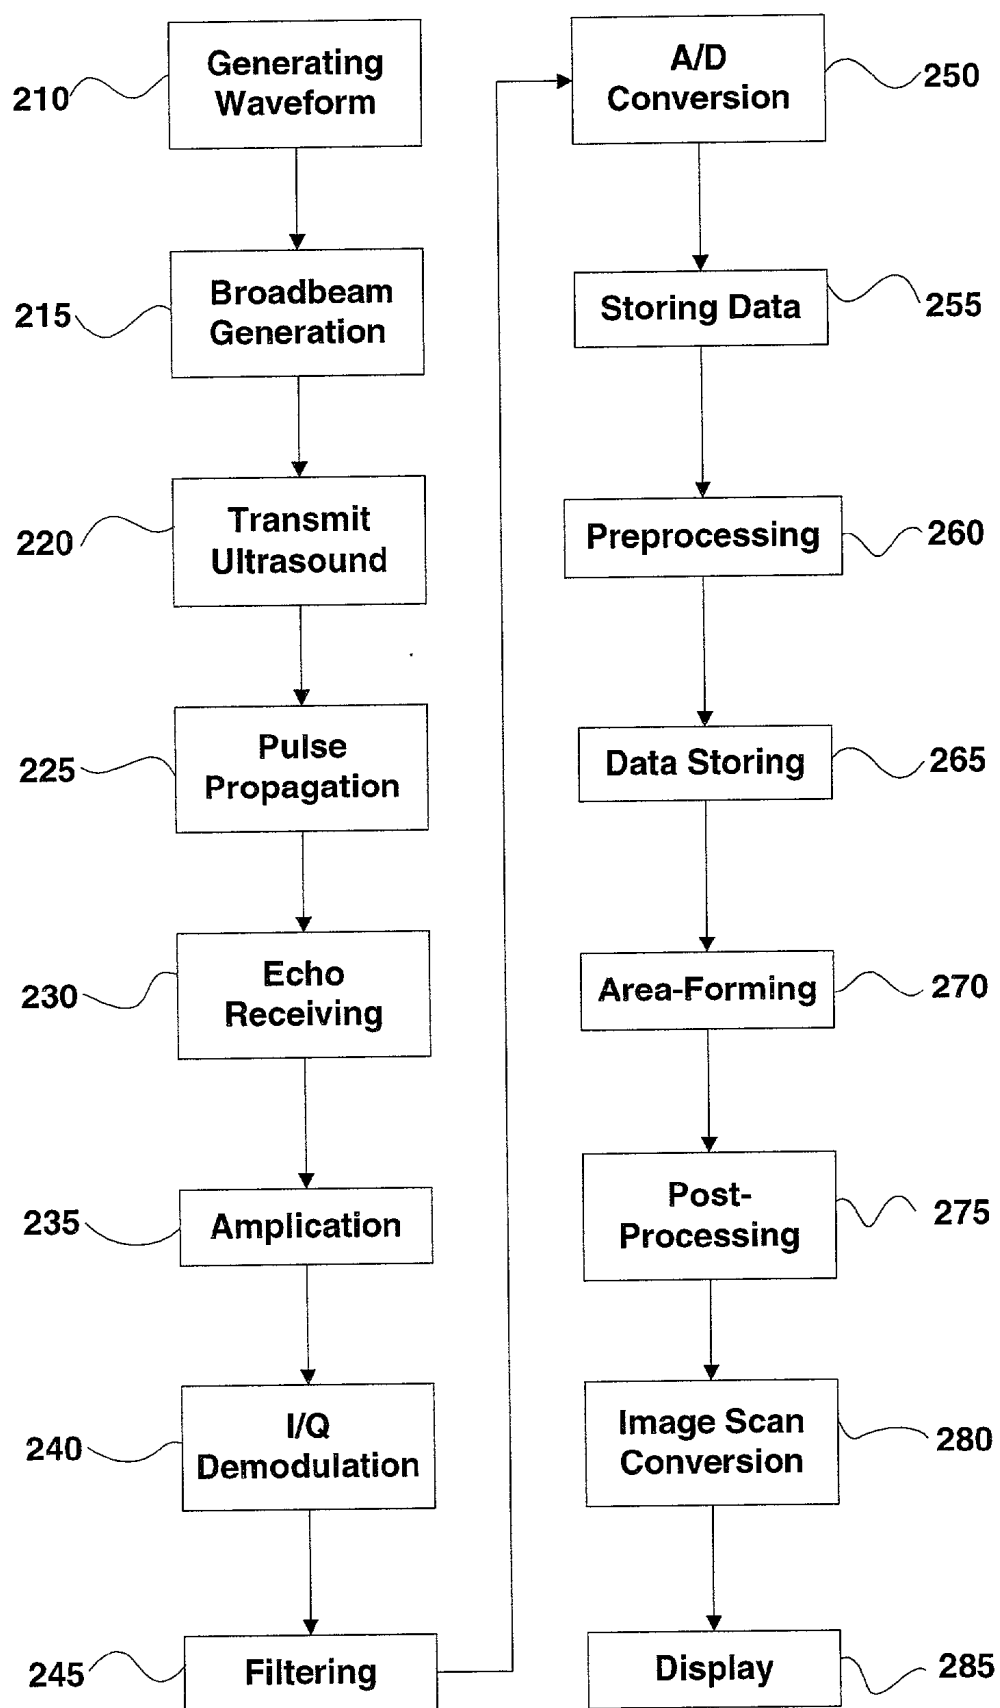 210
Generating
Waveform
215
Broadbeam
Generation
220
Transmit
Ultrasound
225
Pulse
Propagation
230
Echo
Receiving
235
Amplication
240
I/Q
Demodulation
245
Filtering
A/D
Conversion
250
Storing Data
255
Preprocessing
260
Data Storing
265
Area-Forming
270
Post-
Processing
275
Image Scan
Conversion
280
Display
285